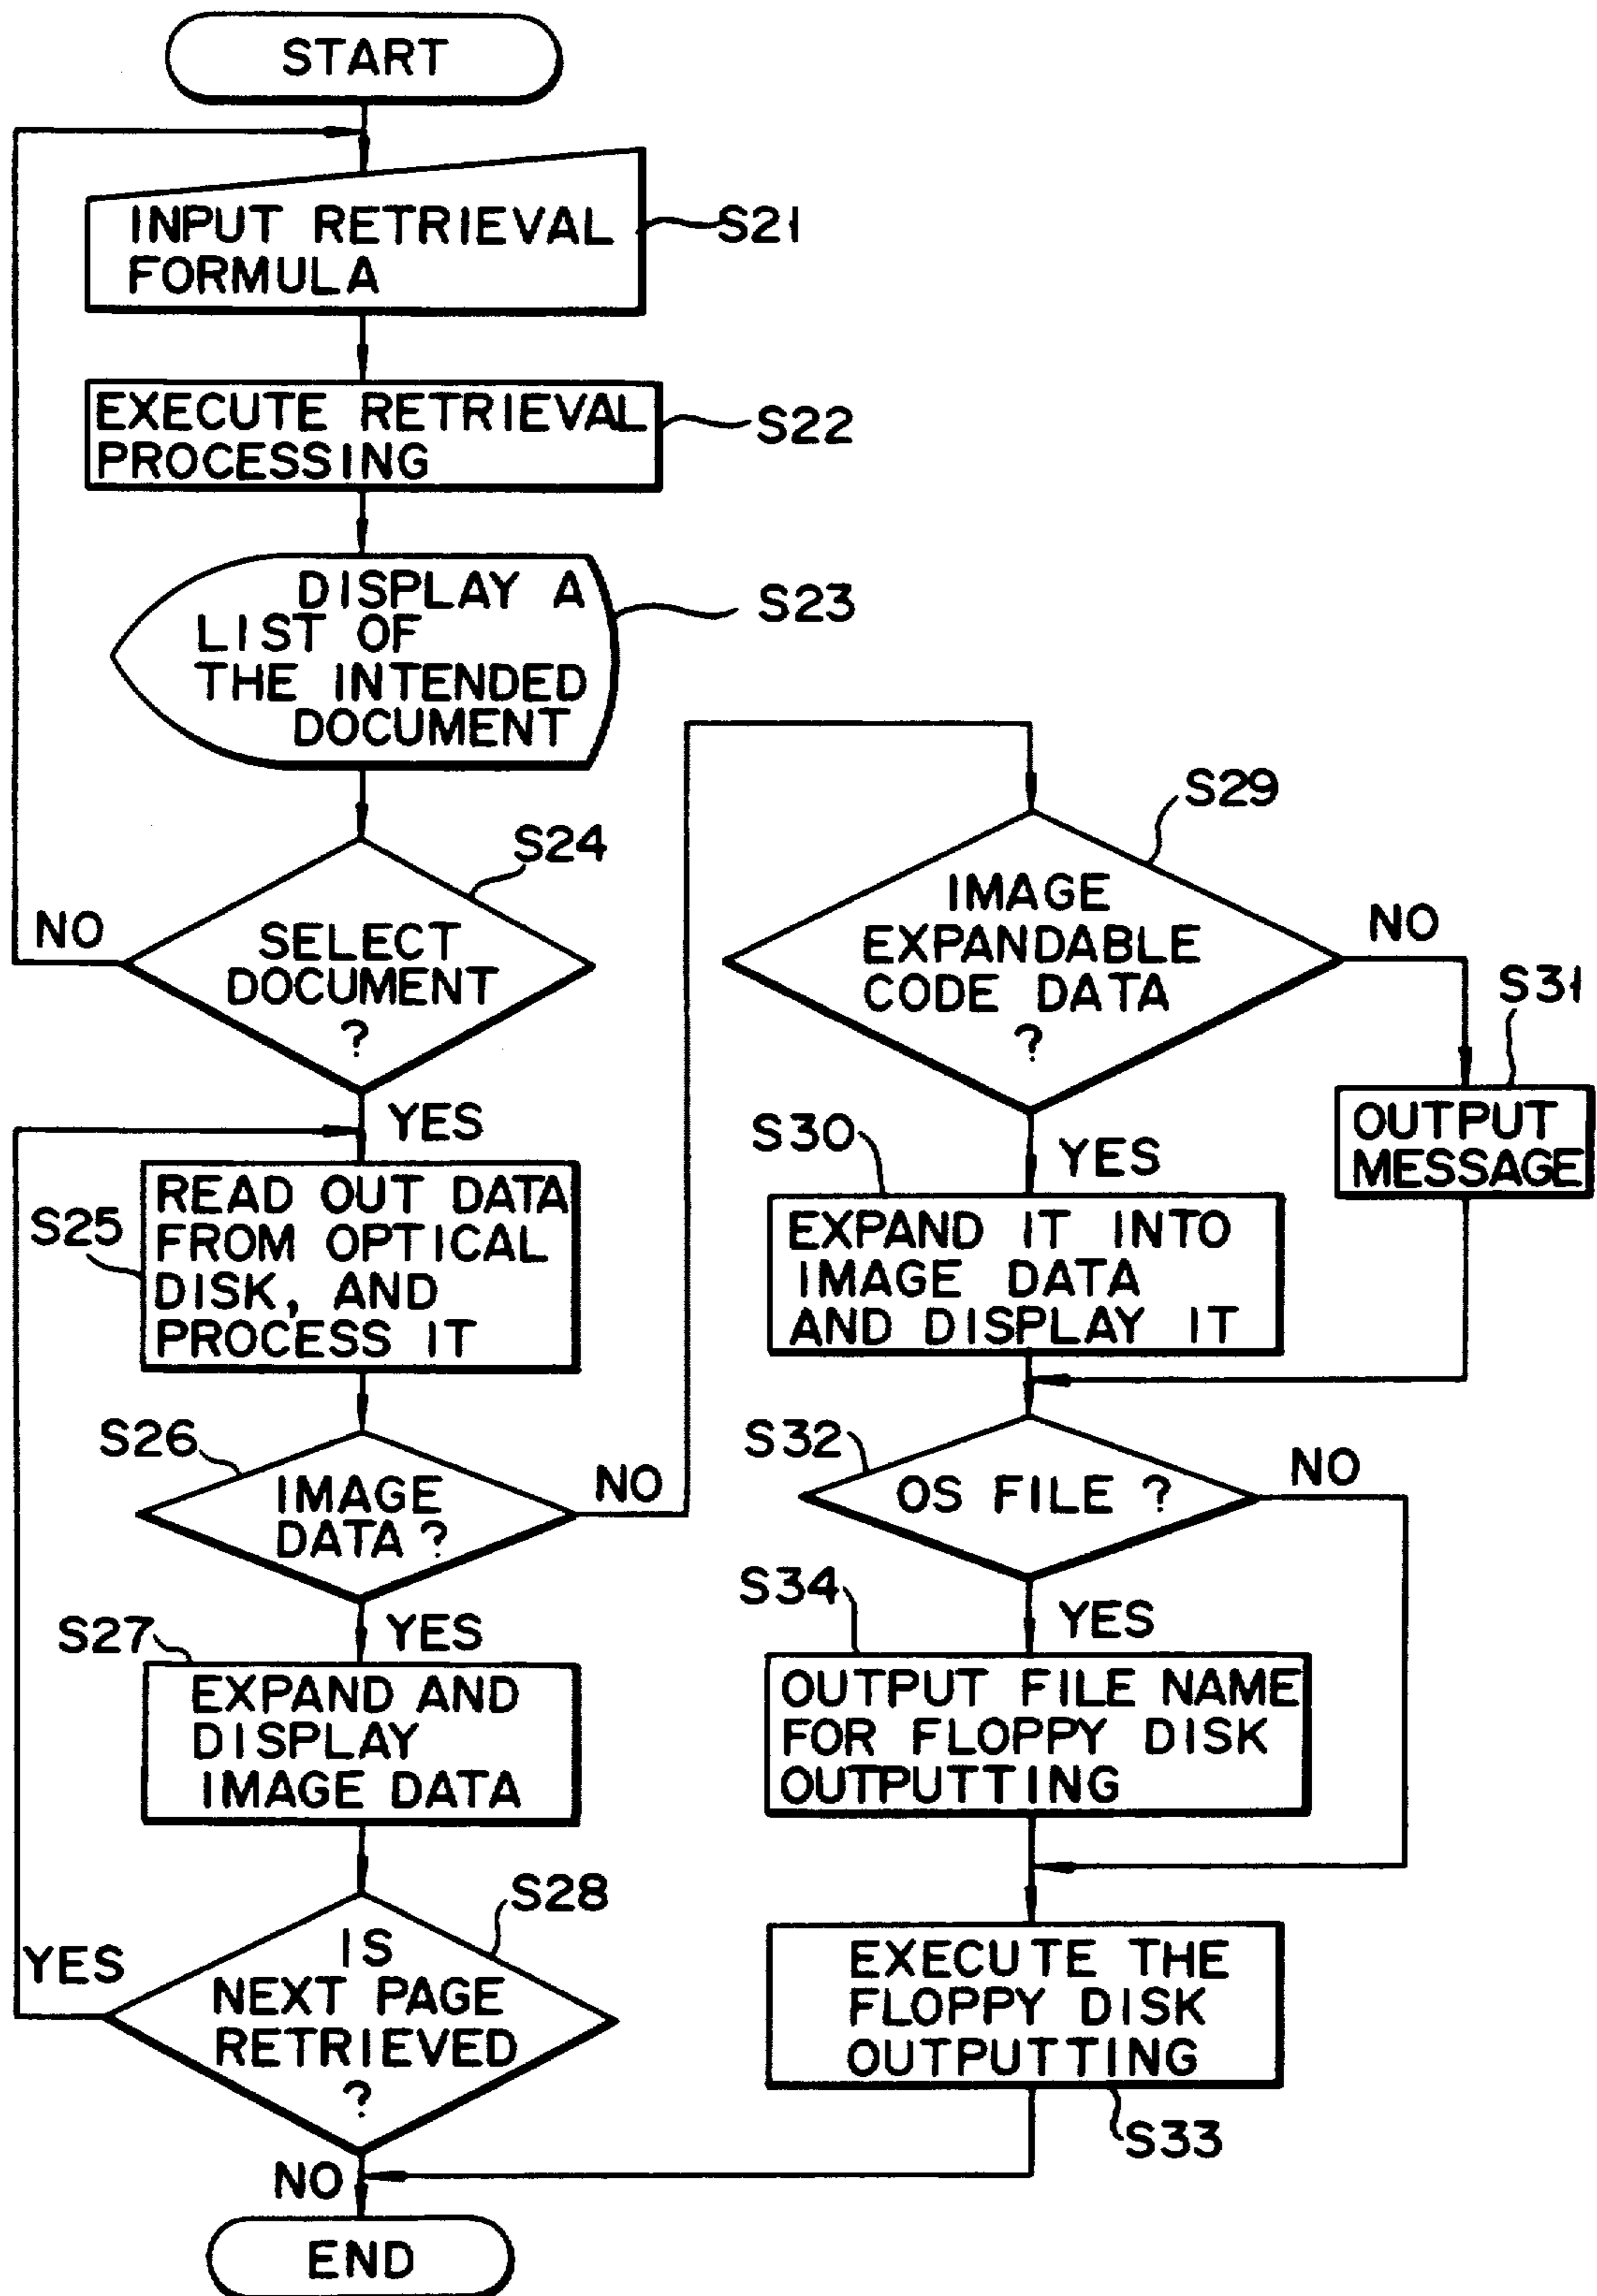 START
INPUT RETRIEVAL
FORMULA
S21
EXECUTE RETRIEVAL
PROCESSING
S22
DISPLAY A
LIST OF
THE INTENDED
DOCUMENT
S23
S24
SELECT
DOCUMENT
?
NO
YES
S25
READ OUT DATA
FROM OPTICAL
DISK, AND
PROCESS IT
S26
IMAGE
DATA ?
NO
YES
S27
EXPAND AND
DISPLAY
IMAGE DATA
S28
IS
NEXT PAGE
RETRIEVED
?
YES
NO
END
S29
IMAGE
EXPANDABLE
CODE DATA
?
NO
YES
S31
OUTPUT
MESSAGE
S30
EXPAND IT INTO
IMAGE DATA
AND DISPLAY IT
S32
OS FILE ?
NO
YES
S34
OUTPUT FILE NAME
FOR FLOPPY DISK
OUTPUTTING
EXECUTE THE
FLOPPY DISK
OUTPUTTING
S33